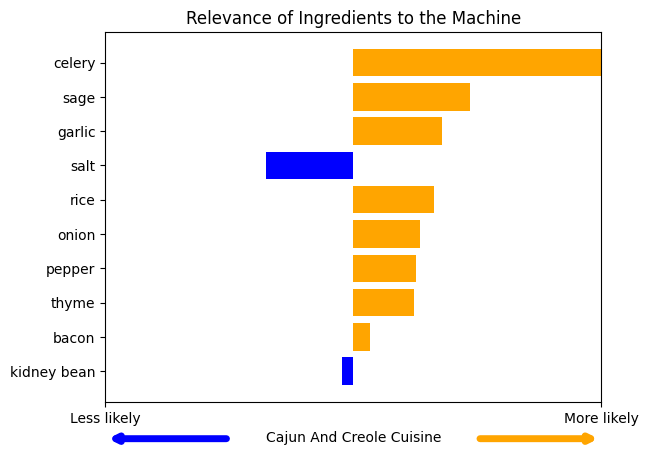 Relevance of Ingredients to the Machine
celery
sage
garlic
salt
rice
onion
pepper
thyme
bacon
kidney bean
Less likely
More likely
Cajun And Creole Cuisine